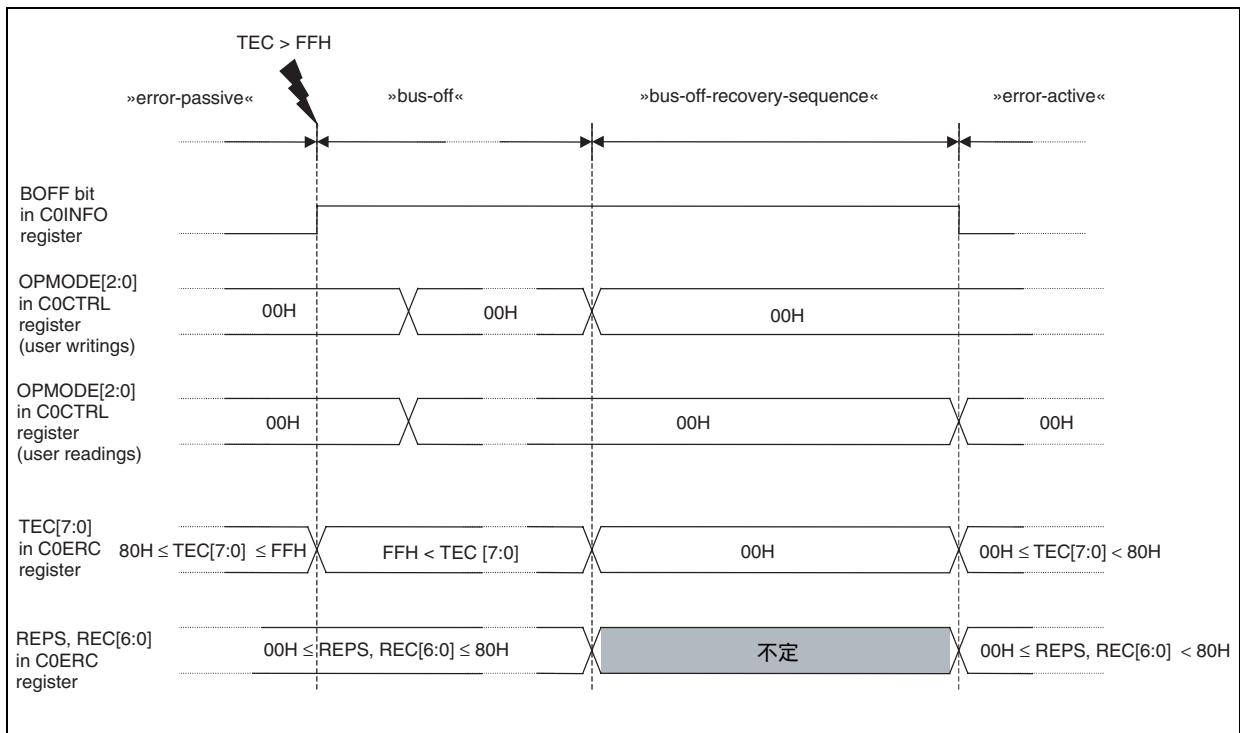 TEC > FFH
»error-passive«
»bus-off«
»bus-off-recovery-sequence«
»error-active«
BOFF bit
in C0INFO
register
OPMODE[2:0]
in C0CTRL
register
(user writings)
00H
00H
00H
OPMODE[2:0]
in C0CTRL
register
(user readings)
00H
00H
00H
TEC[7:0]
in C0ERC
register
80H ≤ TEC[7:0] ≤ FFH
FFH < TEC [7:0]
00H
00H ≤ TEC[7:0] < 80H
REPS, REC[6:0]
in C0ERC
register
00H ≤ REPS, REC[6:0] ≤ 80H
不定
00H ≤ REPS, REC[6:0] < 80H